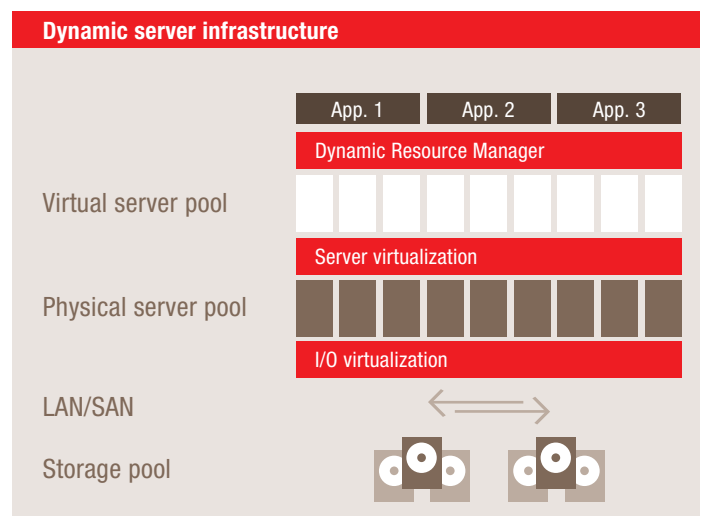 Dynamic server infrastructure
App. 1 App. 2 App. 3
Dynamic Resource Manager
Virtual server pool
Server virtualization
Physical server pool
I/O virtualization
LAN/SAN
Storage pool